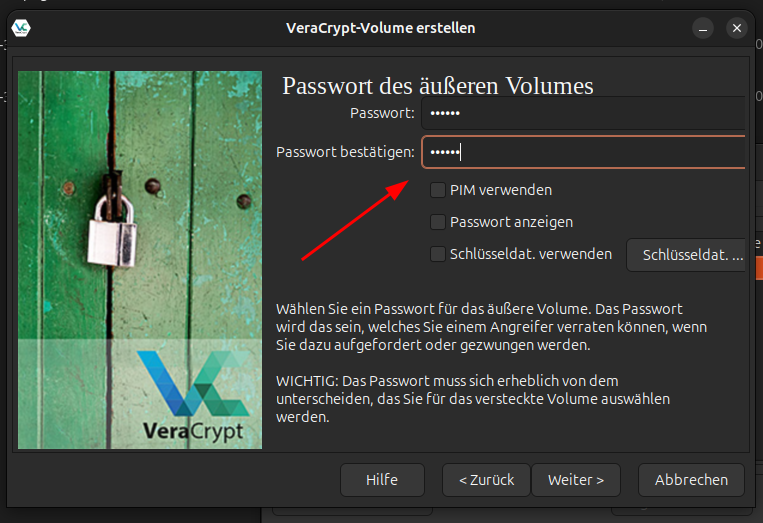 VeraCrypt-Volume erstellen
Passwort des äußeren Volumes
Passwort: ••••••
Passwort bestätigen: ••••••
PIM verwenden
Passwort anzeigen
Schlüsseldat. verwenden Schlüsseldat. ...
Wählen Sie ein Passwort für das äußere Volume. Das Passwort
wird das sein, welches Sie einem Angreifer verraten können, wenn
Sie dazu aufgefordert oder gezwungen werden.
WICHTIG: Das Passwort muss sich erheblich von dem
unterscheiden, das Sie für das versteckte Volume auswählen
werden.
VeraCrypt
Hilfe < Zurück Weiter > Abbrechen